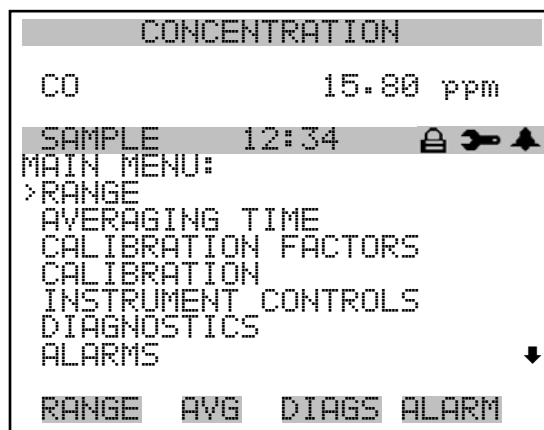 CONCENTRATION
CO 15.80 ppm
SAMPLE 12:34
MAIN MENU:
>RANGE
AVERAGING TIME
CALIBRATION FACTORS
CALIBRATION
INSTRUMENT CONTROLS
DIAGNOSTICS
ALARMS
RANGE AVG DIAGS ALARM